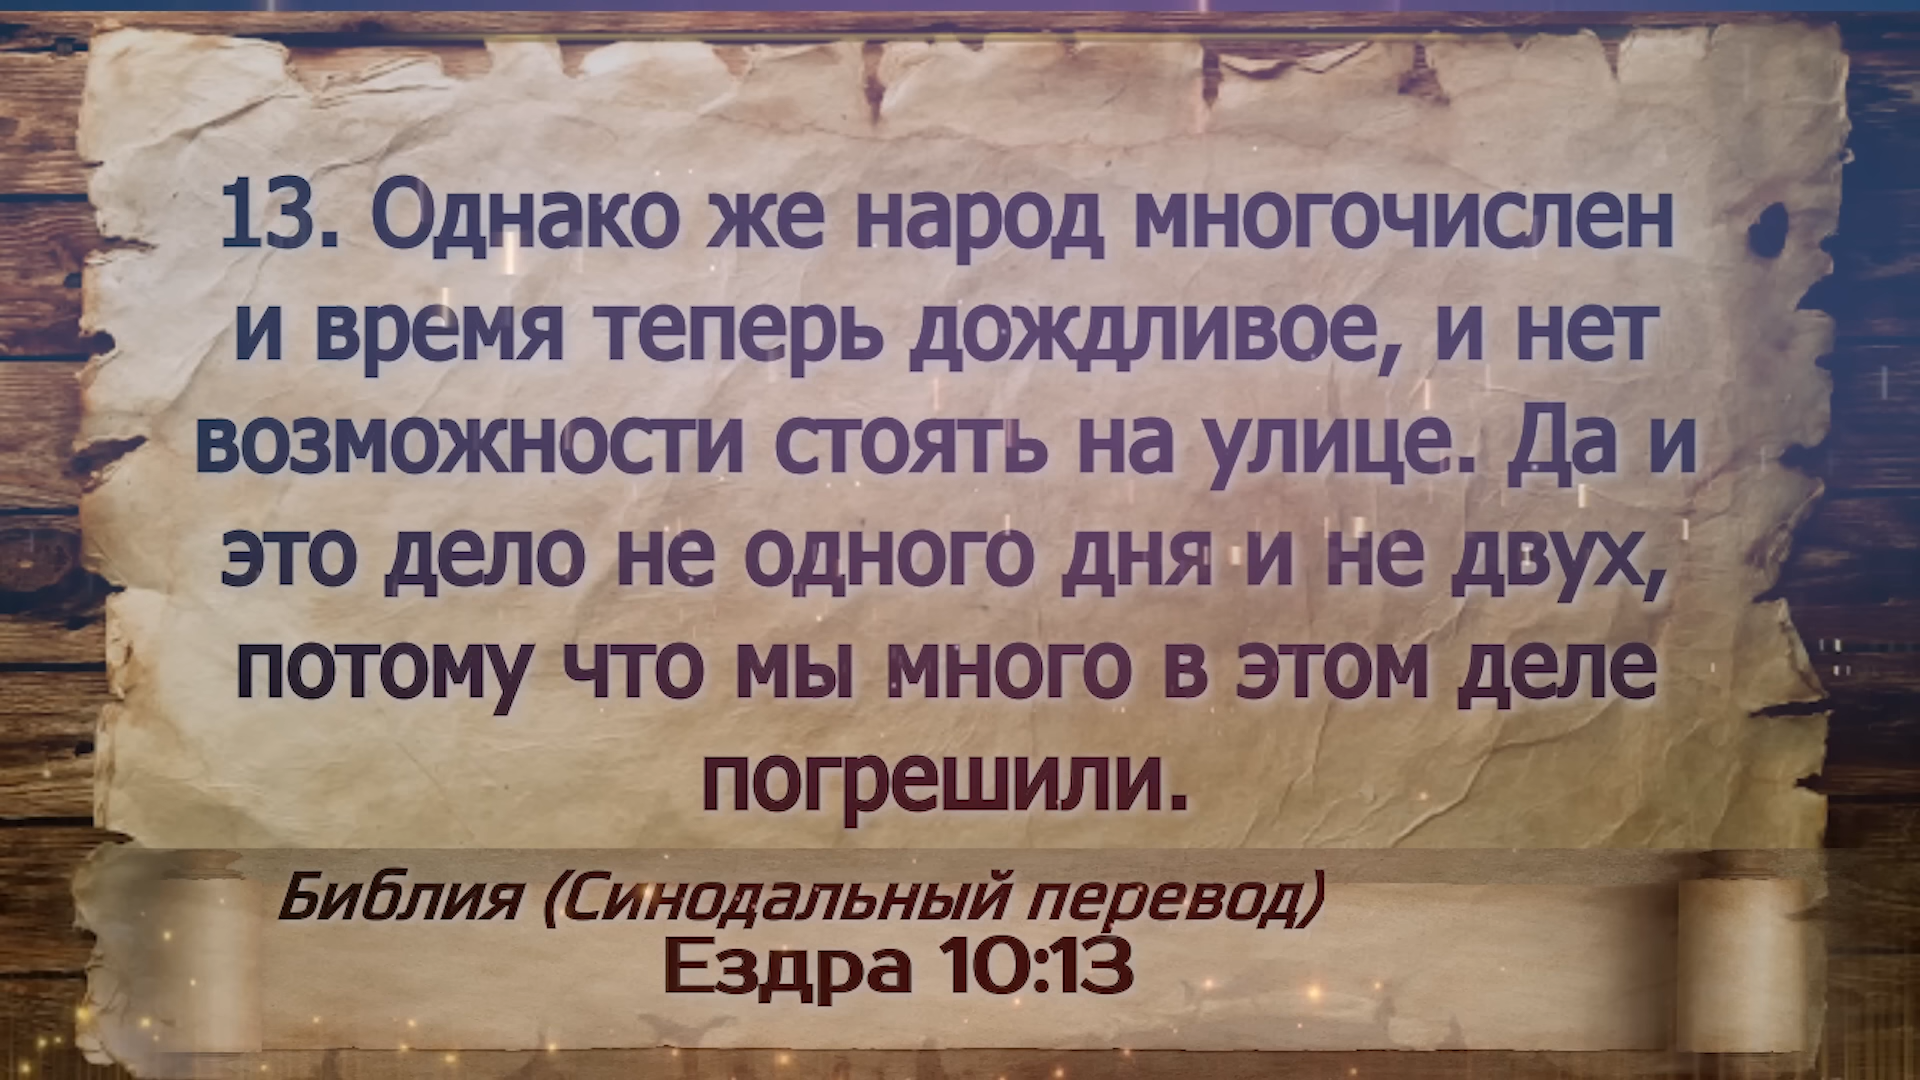 13. Однако же народ многочислен
и время теперь дождливое, и нет
возможности стоять на улице. Да и
это дело не одного дня и не двух,
потому что мы много в этом деле
погрешили.
Библия (Синодальный перевод)
Ездра 10:13